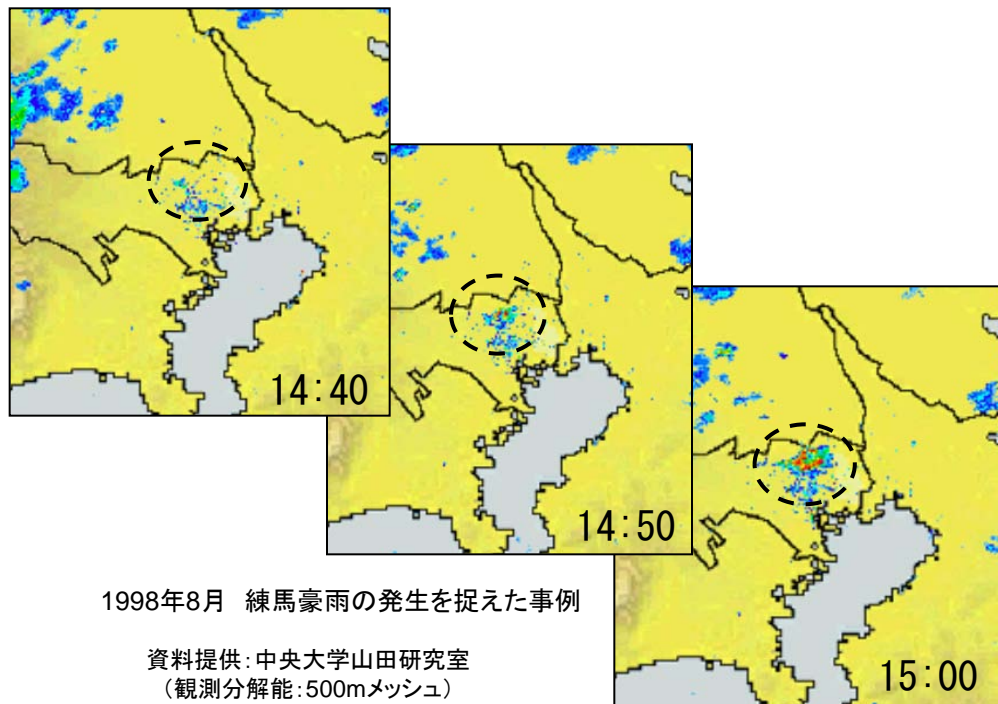 14:40
14:50
15:00
1998年8月　練馬豪雨の発生を捉えた事例
資料提供:中央大学山田研究室
（観測分解能:500mメッシュ）